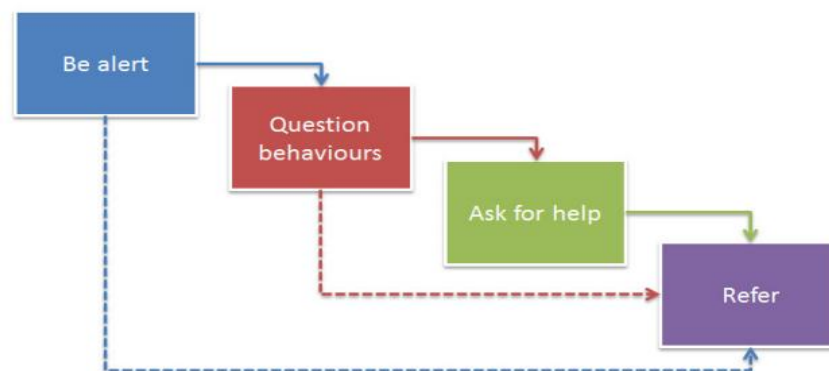 Be alert
Question
behaviours
Ask for help
Refer